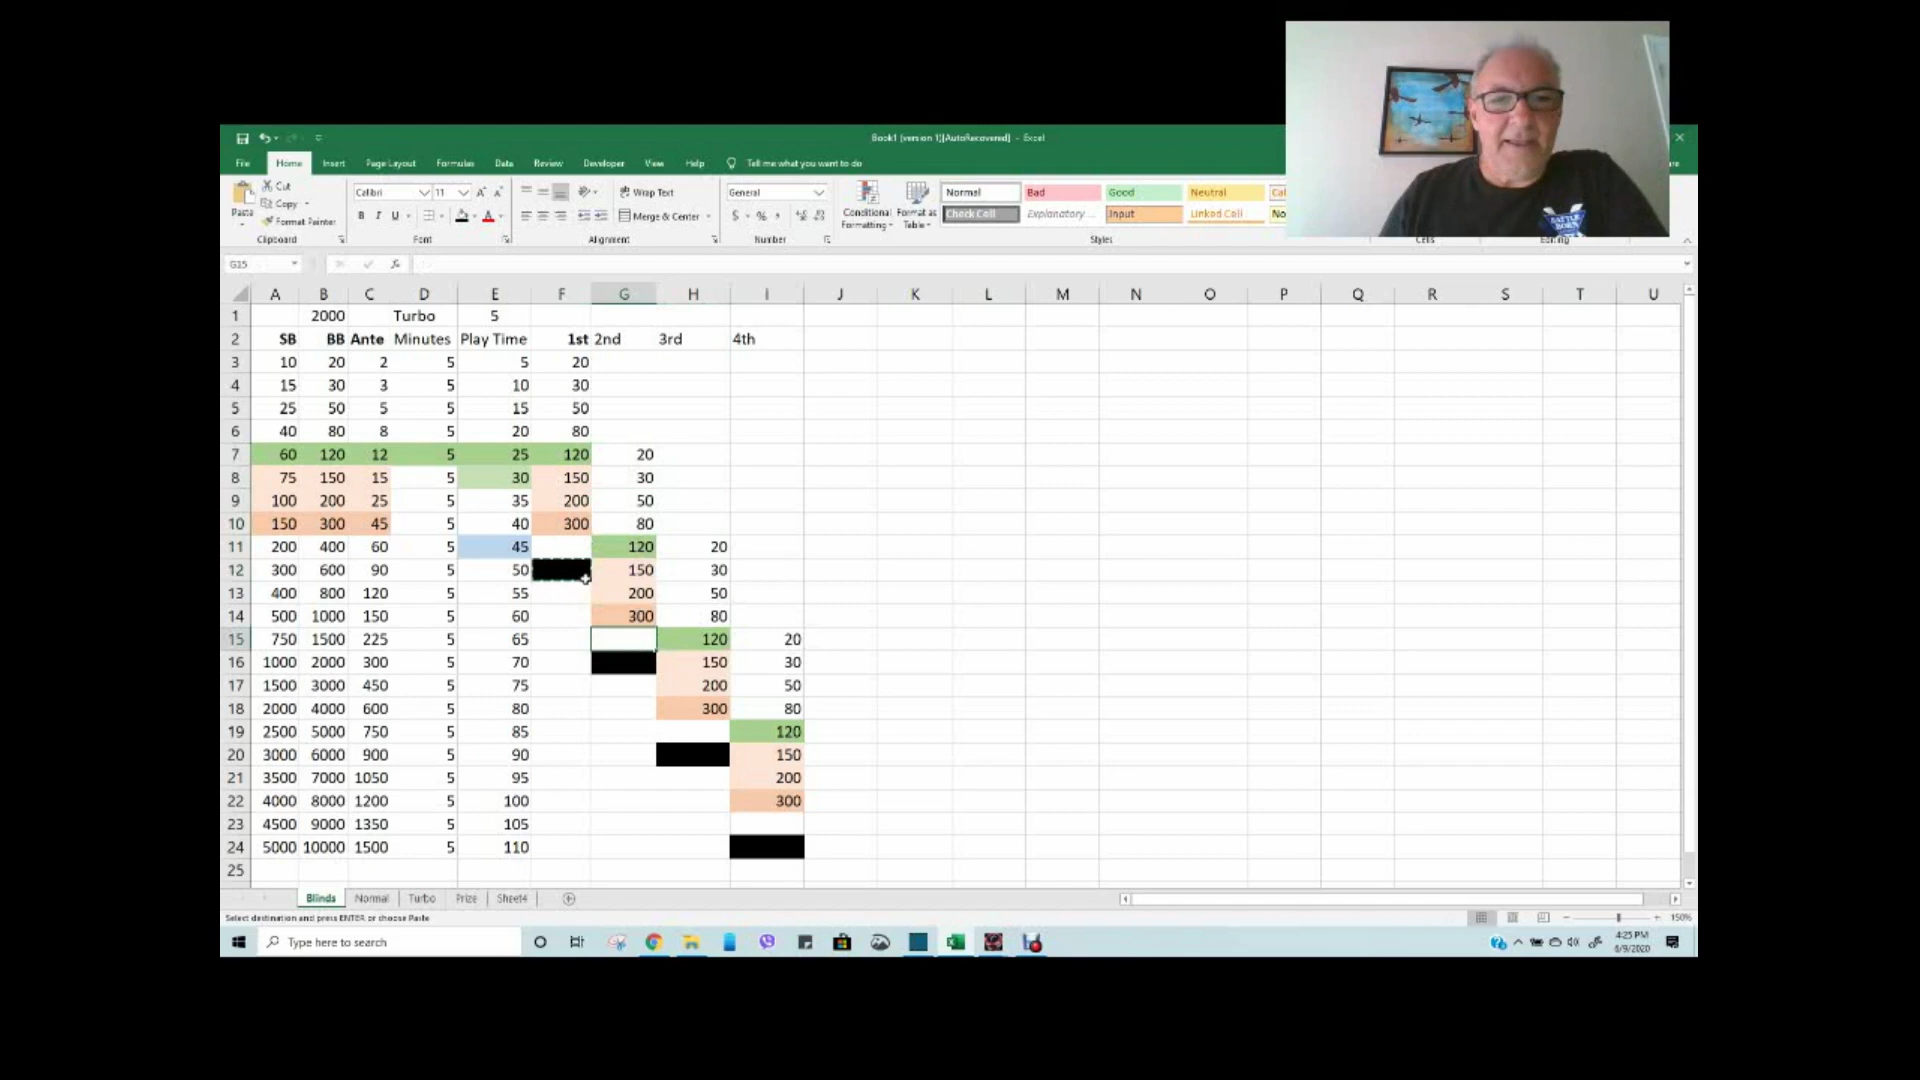 Book1 [version 1][AutoRecovered] - Excel
File Home Insert Page Layout Formulas Data Review Developer View Help Tell me what you want to do
Cut
Copy
Format Painter
Paste
Calibri 11
B I U
Wrap Text
Merge & Center
General
$ % ,
Conditional Formatting
Format as Table
Normal Bad Good Neutral
Check Cell Explanatory ... Input Linked Cell No
Clipboard Font Alignment Number Styles Cells Editing
BATTLE BORN
G15 fx
A B C D E F G H I J K L M N O P Q R S T U
1 2000 Turbo 5
2 SB BB Ante Minutes Play Time 1st 2nd 3rd 4th
3 10 20 2 5 5 20
4 15 30 3 5 10 30
5 25 50 5 5 15 50
6 40 80 8 5 20 80
7 60 120 12 5 25 120 20
8 75 150 15 5 30 150 30
9 100 200 25 5 35 200 50
10 150 300 45 5 40 300 80
11 200 400 60 5 45 120 20
12 300 600 90 5 50 150 30
13 400 800 120 5 55 200 50
14 500 1000 150 5 60 300 80
15 750 1500 225 5 65 120 20
16 1000 2000 300 5 70 150 30
17 1500 3000 450 5 75 200 50
18 2000 4000 600 5 80 300 80
19 2500 5000 750 5 85 120
20 3000 6000 900 5 90 150
21 3500 7000 1050 5 95 200
22 4000 8000 1200 5 100 300
23 4500 9000 1350 5 105
24 5000 10000 1500 5 110
25
Blinds Normal Turbo Prize Sheet4
Select destination and press ENTER or choose Paste
150%
Type here to search
4:25 PM
6/9/2020